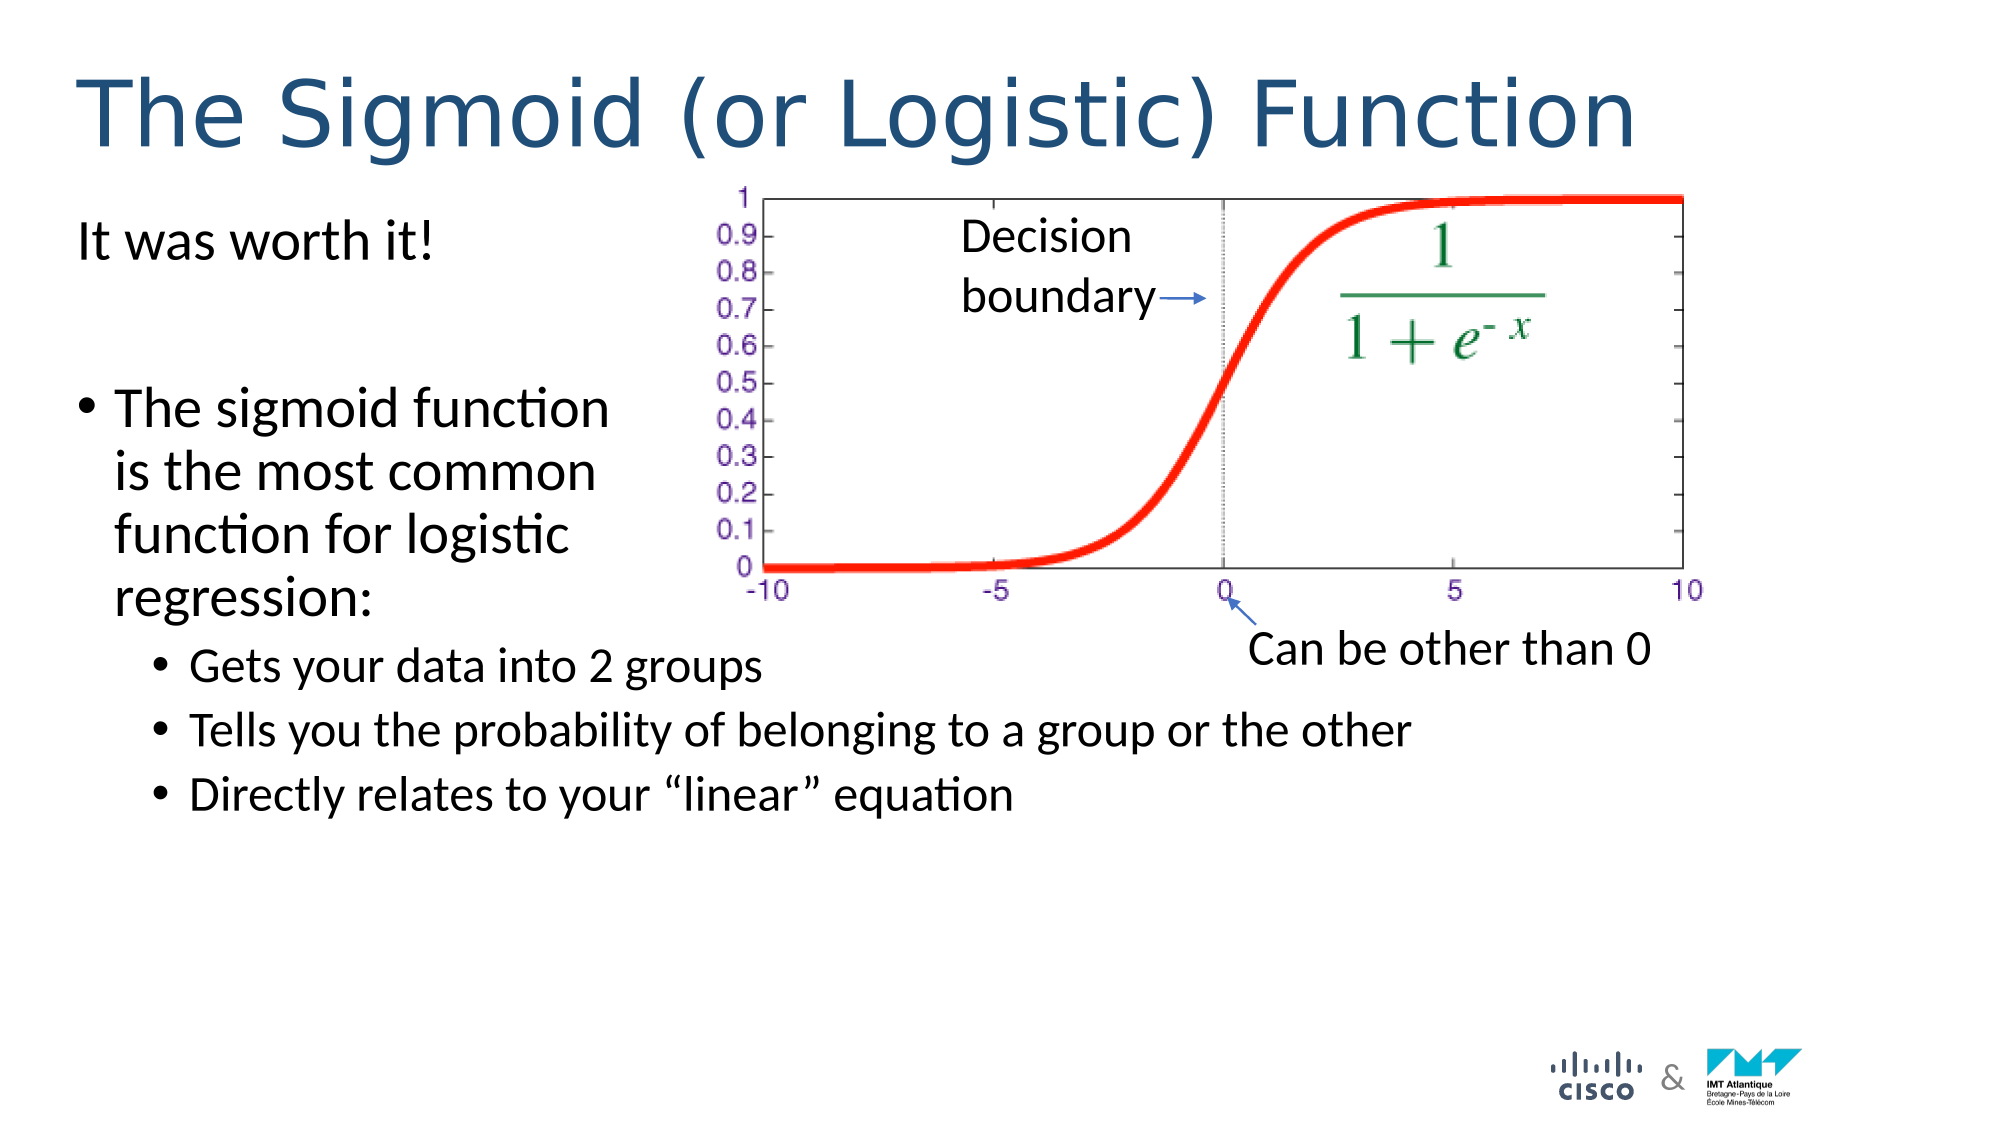 The Sigmoid (or Logistic) Function
It was worth it!
• The sigmoid function
is the most common
function for logistic
regression:
• Gets your data into 2 groups
• Tells you the probability of belonging to a group or the other
• Directly relates to your “linear” equation
1
0.9
0.8
0.7
0.6
0.5
0.4
0.3
0.2
0.1
0
-10
-5
0
5
10
Decision
boundary
1
1 + e- x
Can be other than 0
CISCO
&
IMT Atlantique
Bretagne-Pays de la Loire
École Mines-Télécom